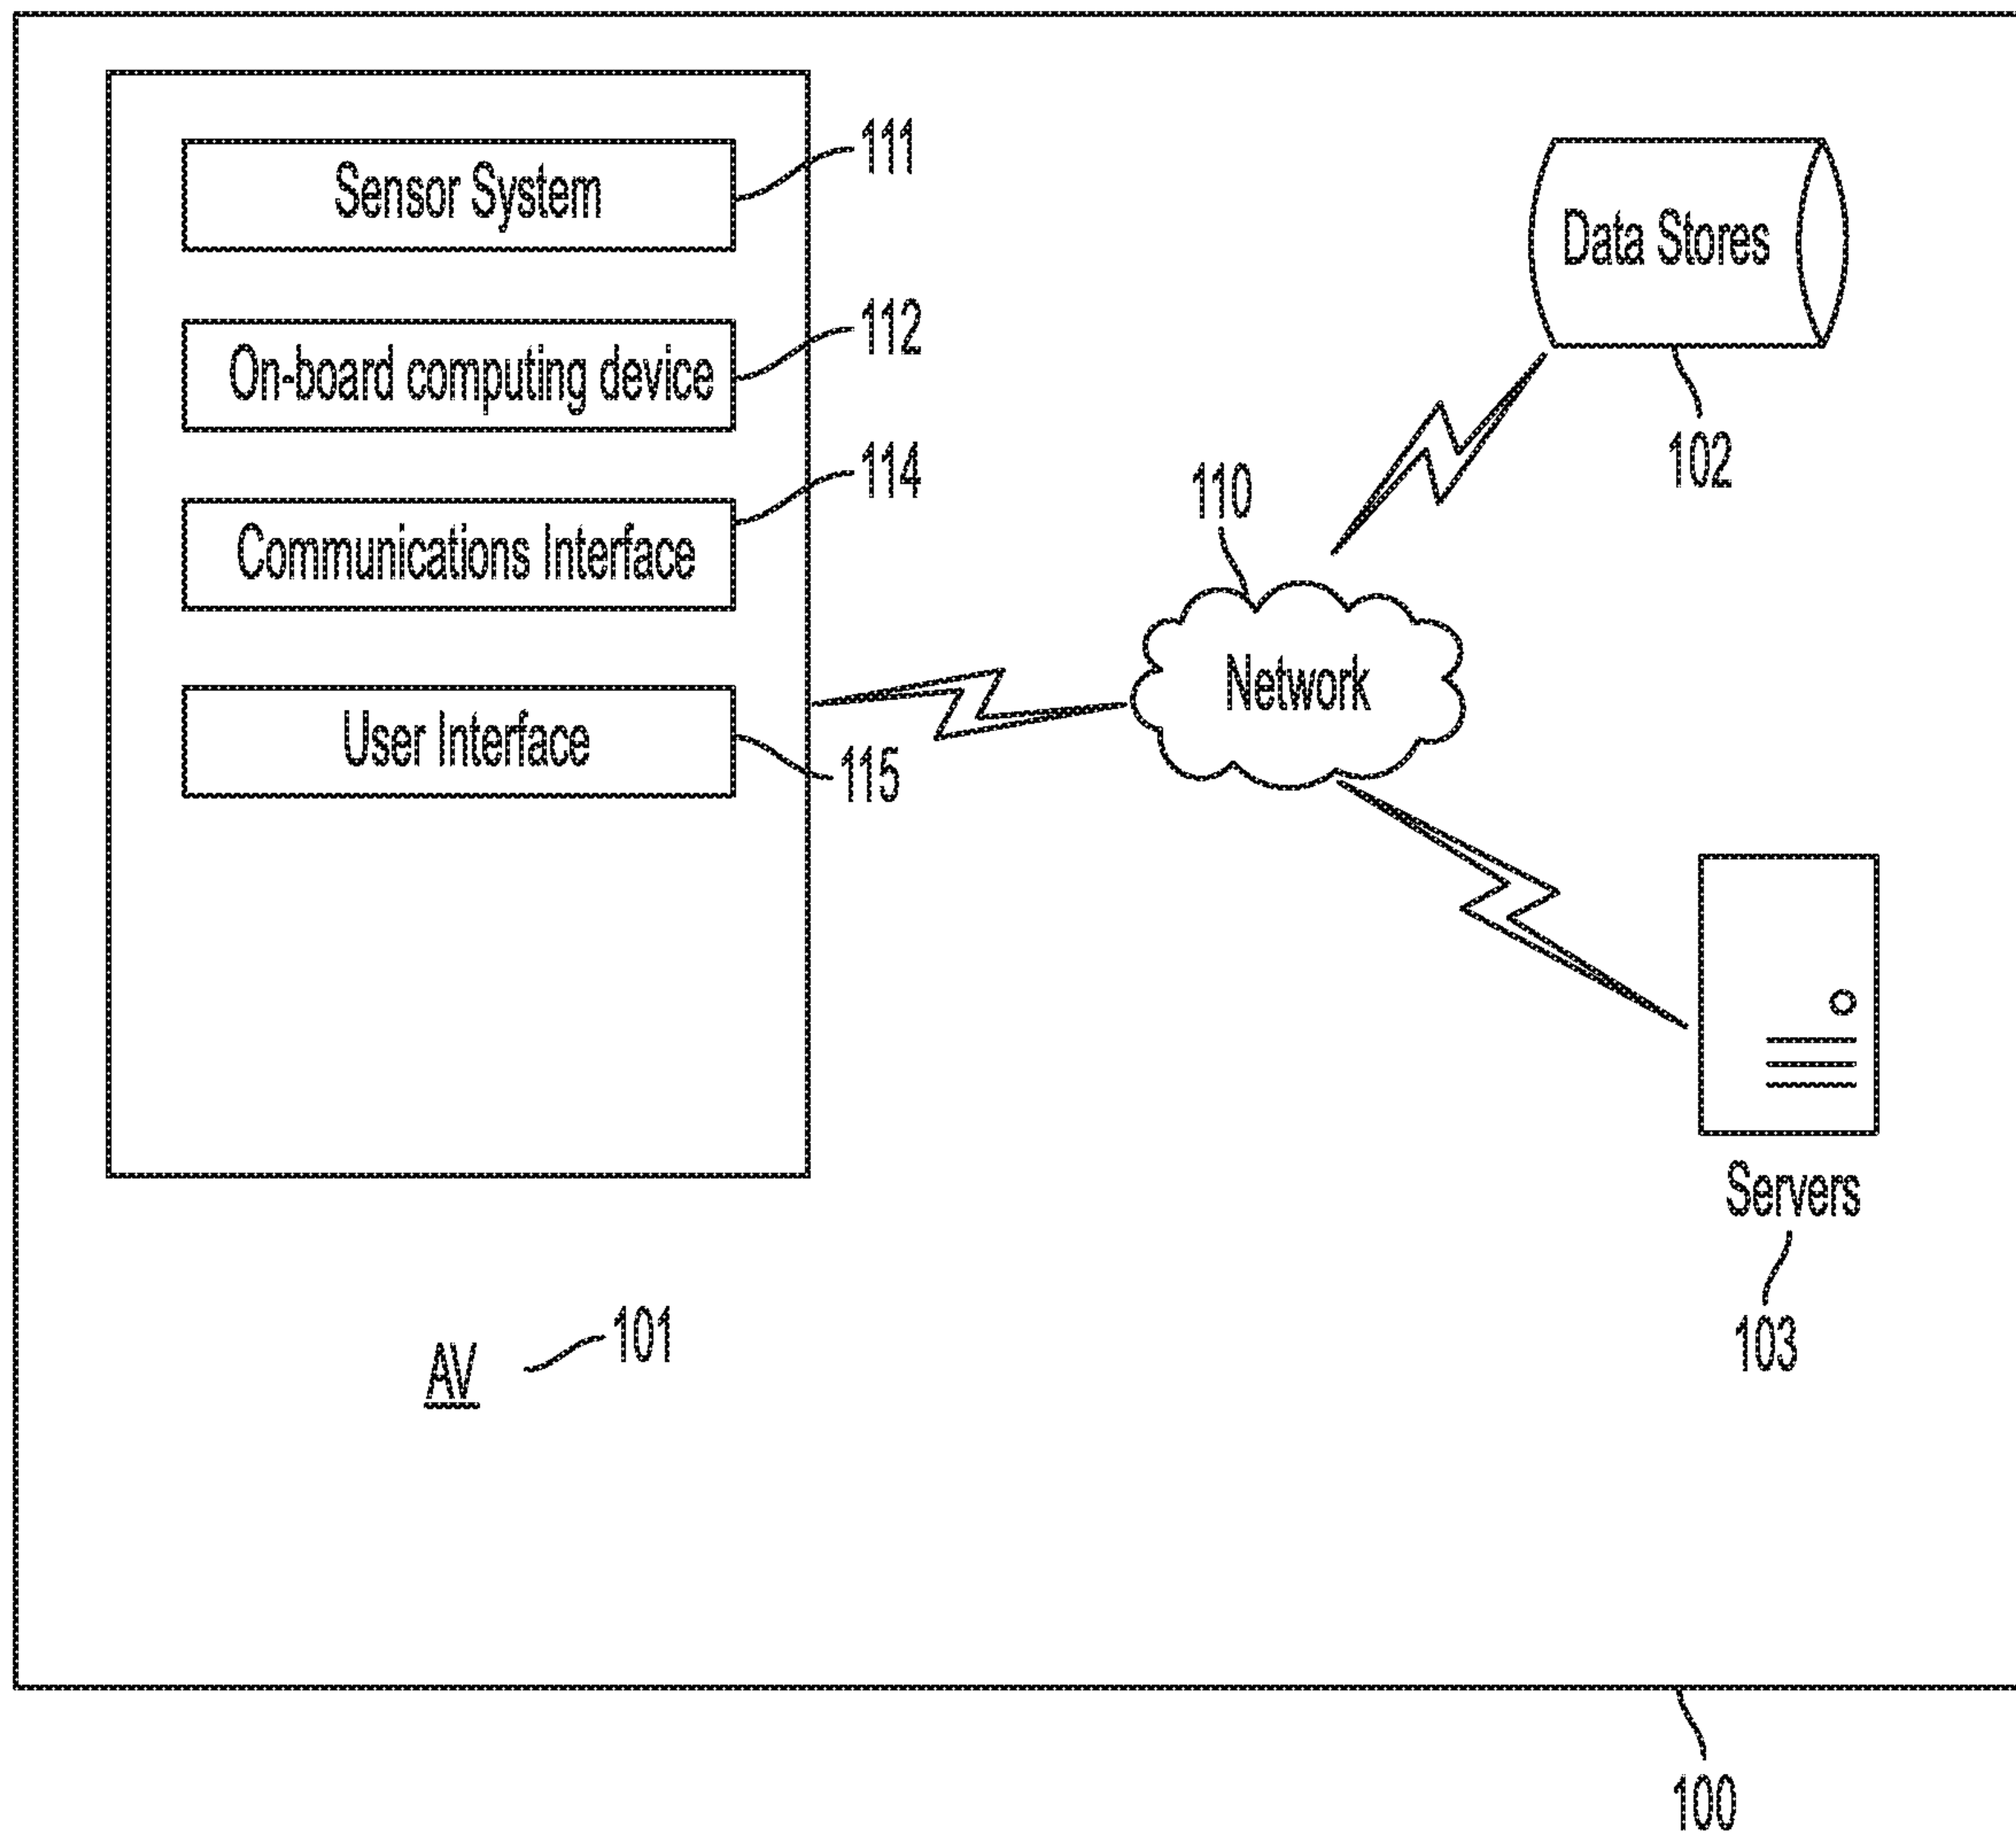 Sensor System
111
On-board computing device
112
Communications Interface
114
User Interface
115
Data Stores
102
110
Network
Servers
103
AV
101
100